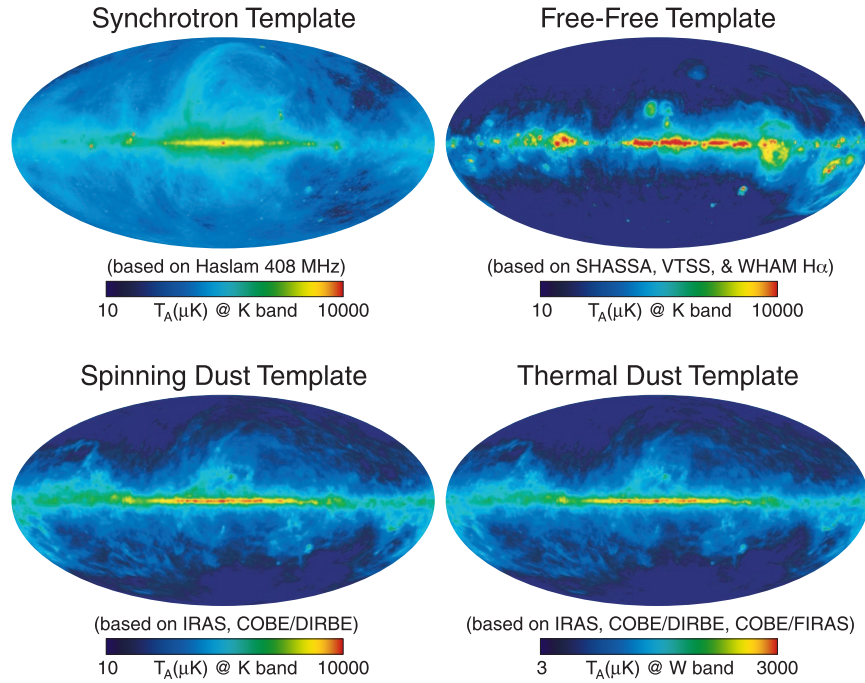 Synchrotron Template
Free-Free Template
(based on Haslam 408 MHz)
(based on SHASSA, VTSS, & WHAM Hα)
10 T_A(μK) @ K band 10000
10 T_A(μK) @ K band 10000
Spinning Dust Template
Thermal Dust Template
(based on IRAS, COBE/DIRBE)
(based on IRAS, COBE/DIRBE, COBE/FIRAS)
10 T_A(μK) @ K band 10000
3 T_A(μK) @ W band 3000